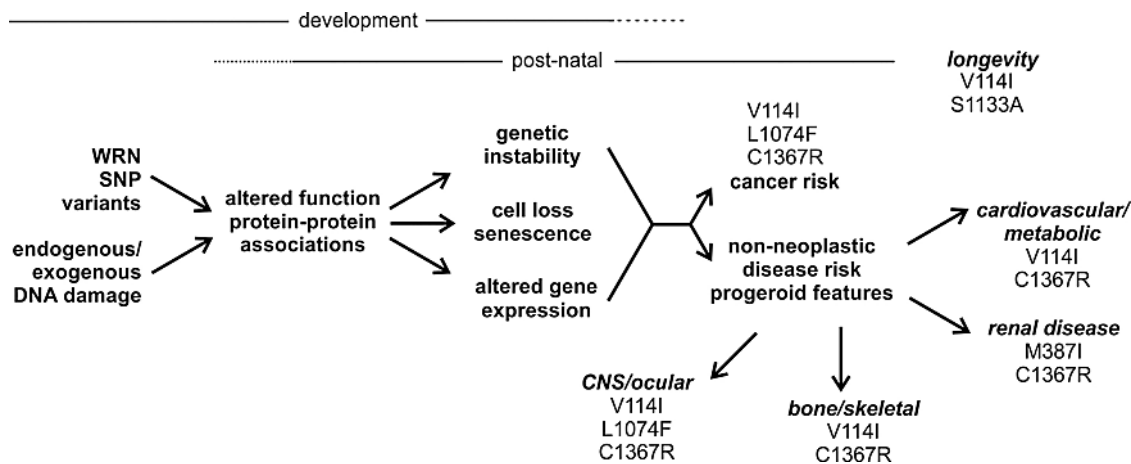 development
post-natal
longevity
V114I
S1133A
WRN
SNP
variants
endogenous/
exogenous
DNA damage
altered function
protein-protein
associations
genetic
instability
cell loss
senescence
altered gene
expression
V114I
L1074F
C1367R
cancer risk
non-neoplastic
disease risk
progeroid features
cardiovascular/
metabolic
V114I
C1367R
renal disease
M387I
C1367R
CNS/ocular
V114I
L1074F
C1367R
bone/skeletal
V114I
C1367R